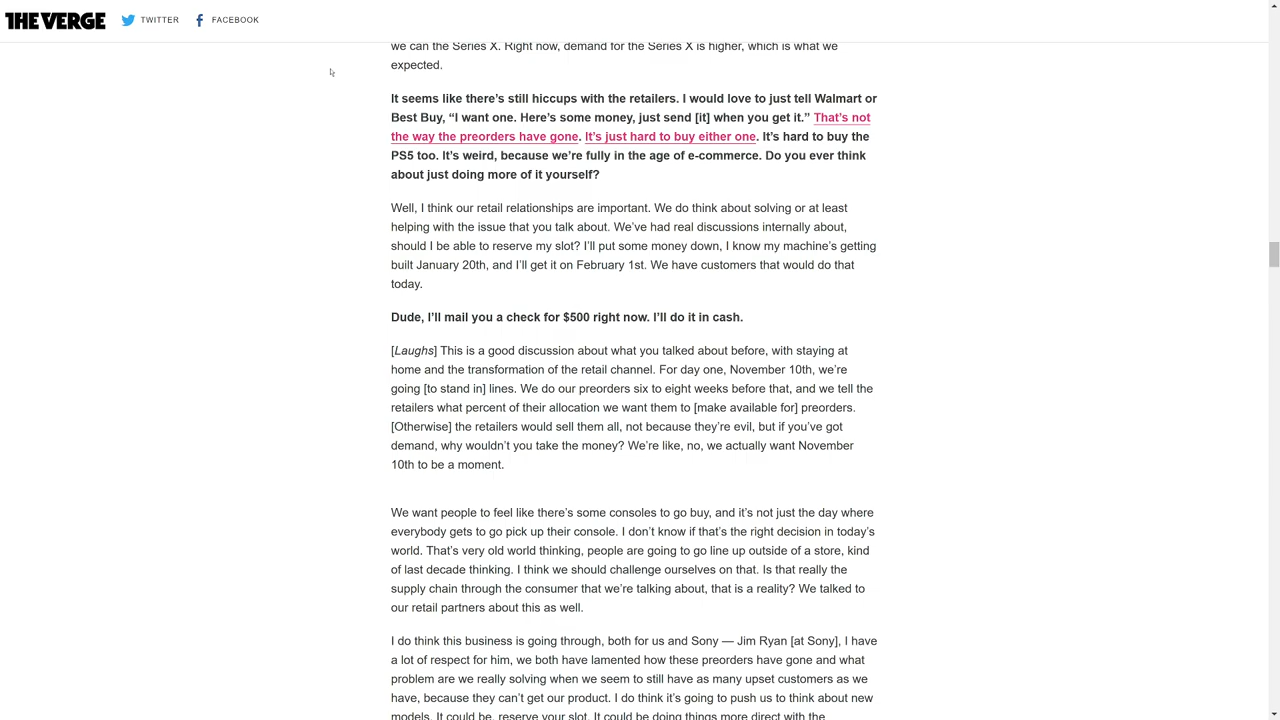 THE VERGE
TWITTER
FACEBOOK
we can the Series X. Right now, demand for the Series X is higher, which is what we
expected.
It seems like there’s still hiccups with the retailers. I would love to just tell Walmart or
Best Buy, “I want one. Here’s some money, just send [it] when you get it.” That’s not
the way the preorders have gone. It’s just hard to buy either one. It’s hard to buy the
PS5 too. It’s weird, because we’re fully in the age of e-commerce. Do you ever think
about just doing more of it yourself?
Well, I think our retail relationships are important. We do think about solving or at least
helping with the issue that you talk about. We’ve had real discussions internally about,
should I be able to reserve my slot? I’ll put some money down, I know my machine’s getting
built January 20th, and I’ll get it on February 1st. We have customers that would do that
today.
Dude, I’ll mail you a check for $500 right now. I’ll do it in cash.
[Laughs] This is a good discussion about what you talked about before, with staying at
home and the transformation of the retail channel. For day one, November 10th, we’re
going [to stand in] lines. We do our preorders six to eight weeks before that, and we tell the
retailers what percent of their allocation we want them to [make available for] preorders.
[Otherwise] the retailers would sell them all, not because they’re evil, but if you’ve got
demand, why wouldn’t you take the money? We’re like, no, we actually want November
10th to be a moment.
We want people to feel like there’s some consoles to go buy, and it’s not just the day where
everybody gets to go pick up their console. I don’t know if that’s the right decision in today’s
world. That’s very old world thinking, people are going to go line up outside of a store, kind
of last decade thinking. I think we should challenge ourselves on that. Is that really the
supply chain through the consumer that we’re talking about, that is a reality? We talked to
our retail partners about this as well.
I do think this business is going through, both for us and Sony — Jim Ryan [at Sony], I have
a lot of respect for him, we both have lamented how these preorders have gone and what
problem are we really solving when we seem to still have as many upset customers as we
have, because they can’t get our product. I do think it’s going to push us to think about new
models. It could be, reserve your slot. It could be doing things more direct with the